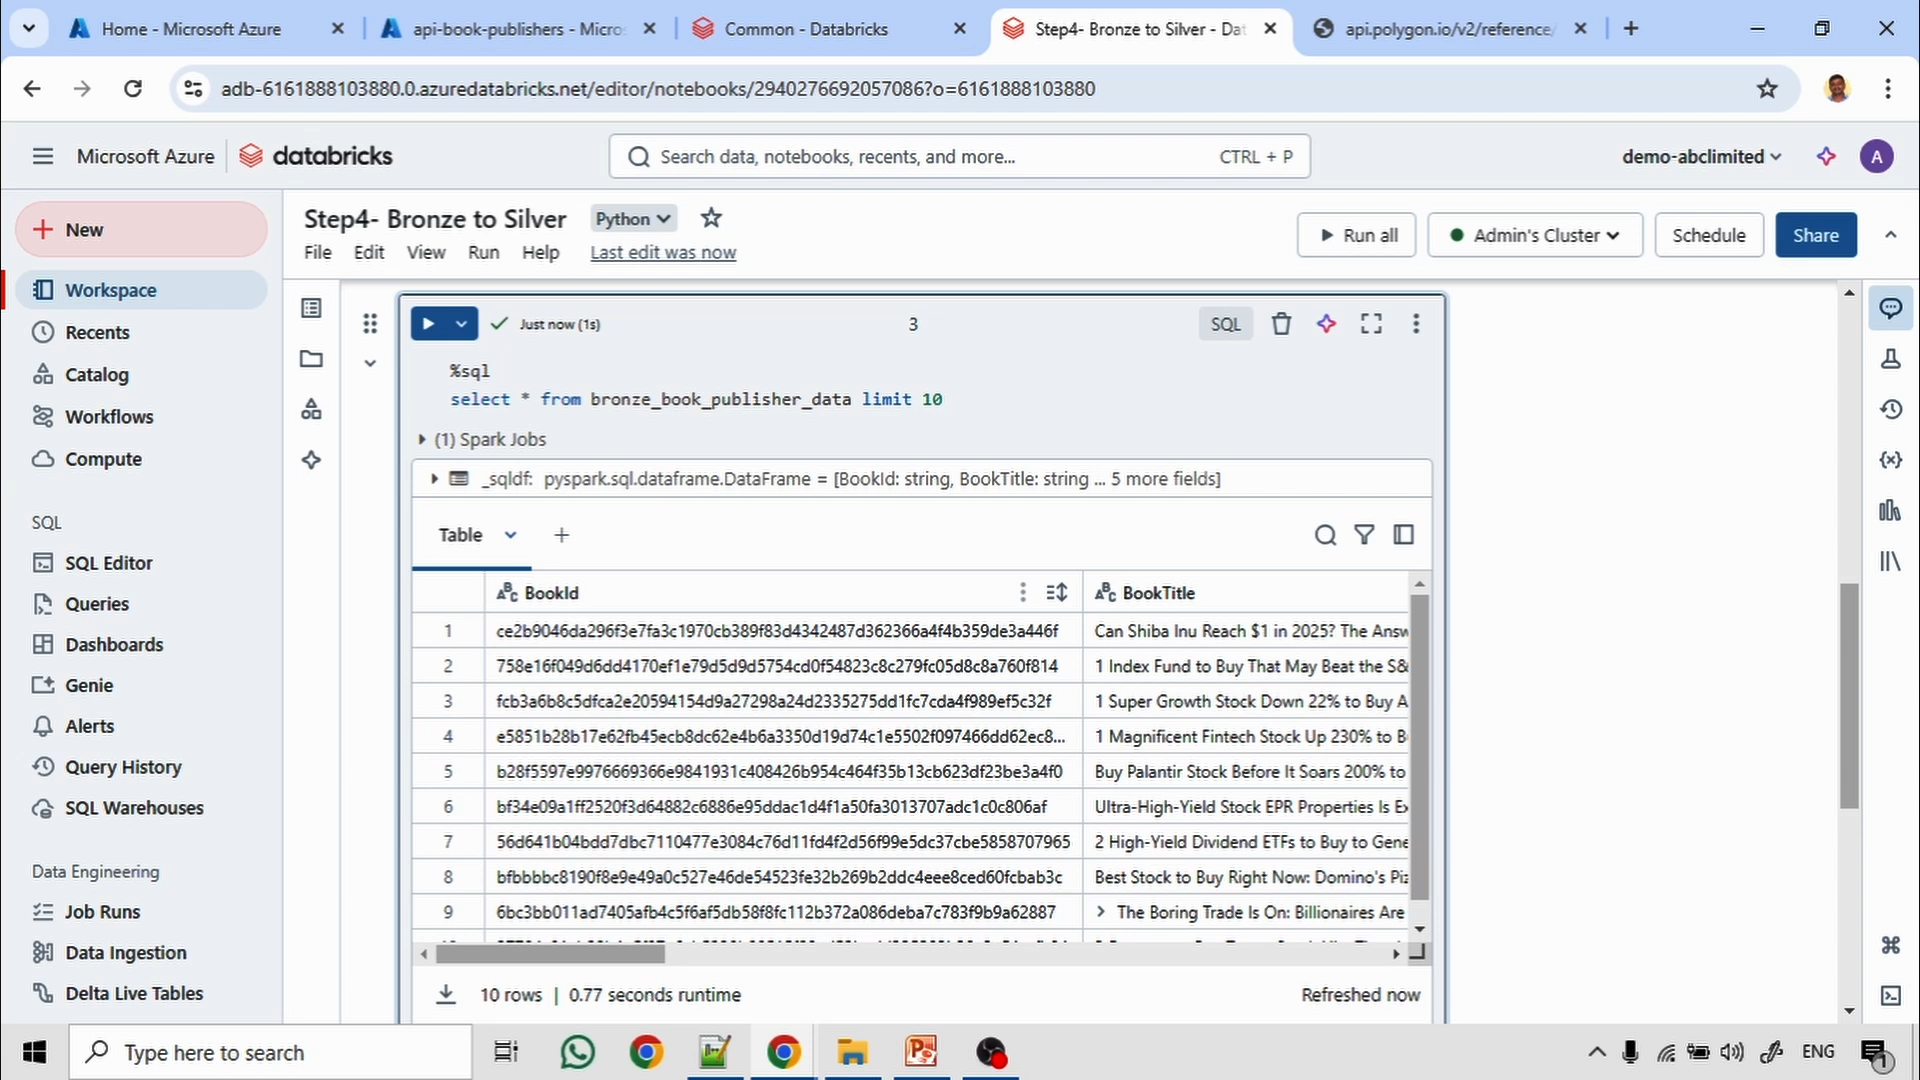 Home - Microsoft Azure
api-book-publishers - Micro
Common - Databricks
Step4- Bronze to Silver - Dat
api.polygon.io/v2/reference/
adb-6161888103880.0.azuredatabricks.net/editor/notebooks/2940276692057086?o=6161888103880
Microsoft Azure
databricks
Search data, notebooks, recents, and more...
CTRL + P
demo-abclimited
A
New
Workspace
Recents
Catalog
Workflows
Compute
SQL
SQL Editor
Queries
Dashboards
Genie
Alerts
Query History
SQL Warehouses
Data Engineering
Job Runs
Data Ingestion
Delta Live Tables
Step4- Bronze to Silver
Python
File Edit View Run Help
Last edit was now
Run all
Admin's Cluster
Schedule
Share
Just now (1s)
3
SQL
%sql
select * from bronze_book_publisher_data limit 10
(1) Spark Jobs
_sqldf: pyspark.sql.dataframe.DataFrame = [BookId: string, BookTitle: string ... 5 more fields]
Table
BookId BookTitle
1 ce2b9046da296f3e7fa3c1970cb389f83d4342487d362366a4f4b359de3a446f Can Shiba Inu Reach $1 in 2025? The Answ
2 758e16f049d6dd4170ef1e79d5d9d5754cd0f54823c8c279fc05d8c8a760f814 1 Index Fund to Buy That May Beat the S&
3 fcb3a6b8c5dfca2e20594154d9a27298a24d2335275dd1fc7cda4f989ef5c32f 1 Super Growth Stock Down 22% to Buy A
4 e5851b28b17e62fb45ecb8dc62e4b6a3350d19d74c1e5502f097466dd62ec8... 1 Magnificent Fintech Stock Up 230% to B
5 b28f5597e9976669366e9841931c408426b954c464f35b13cb623df23be3a4f0 Buy Palantir Stock Before It Soars 200% to
6 bf34e09a1ff2520f3d64882c6886e95ddac1d4f1a50fa3013707adc1c0c806af Ultra-High-Yield Stock EPR Properties Is Ex
7 56d641b04bdd7dbc7110477e3084c76d11fd4f2d56f99e5dc37cbe5858707965 2 High-Yield Dividend ETFs to Buy to Gene
8 bfbbbbc8190f8e9e49a0c527e46de54523fe32b269b2ddc4eee8ced60fcbab3c Best Stock to Buy Right Now: Domino's Piz
9 6bc3bb011ad7405afb4c5f6af5db58f8fc112b372a086deba7c783f9b9a62887 The Boring Trade Is On: Billionaires Are
10 rows | 0.77 seconds runtime
Refreshed now
Type here to search
ENG
1